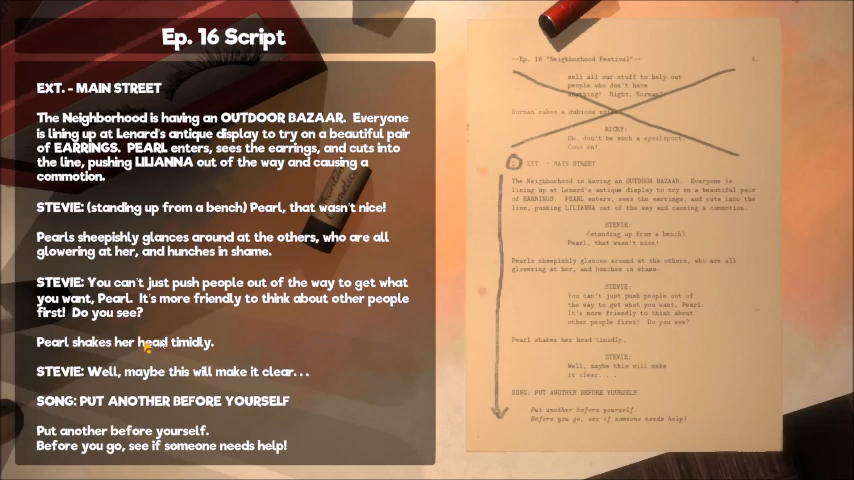 Ep. 16 Script
EXT. - MAIN STREET
The Neighborhood is having an OUTDOOR BAZAAR. Everyone
is lining up at Lenard's antique display to try on a beautiful pair
of EARRINGS. PEARL enters, sees the earrings, and cuts into
the line, pushing LILIANNA out of the way and causing a
commotion.
STEVIE: (standing up from a bench) Pearl, that wasn't nice!
Pearls sheepishly glances around at the others, who are all
glowering at her, and hunches in shame.
STEVIE: You can't just push people out of the way to get what
you want, Pearl. It's more friendly to think about other people
first! Do you see?
Pearl shakes her head timidly.
STEVIE: Well, maybe this will make it clear. . .
SONG: PUT ANOTHER BEFORE YOURSELF
Put another before yourself.
Before you go, see if someone needs help!
--Ep. 16 "Neighborhood Festival"--
sell all our stuff to help out
people who don't have
anything! Right, Norman?
Norman makes a dubious
RICKY:
Oh, don't be such a spoilsport.
Come on!
EXT. - MAIN STREET
The Neighborhood is having an OUTDOOR BAZAAR. Everyone is
lining up at Lenard's antique display to try on a beautiful pair
of EARRINGS. PEARL enters, sees the earrings, and cuts into the
line, pushing LILIANNA out of the way and causing a commotion.
STEVIE:
(standing up from a bench)
Pearl, that wasn't nice!
Pearls sheepishly glances around at the others, who are all
glowering at her, and hunches in shame.
STEVIE:
You can't just push people out of
the way to get what you want, Pearl.
It's more friendly to think about
other people first! Do you see?
Pearl shakes her head timidly.
STEVIE:
Well, maybe this will make
it clear. . .
SONG: PUT ANOTHER BEFORE YOURSELF
Put another before yourself.
Before you go, see if someone needs help!